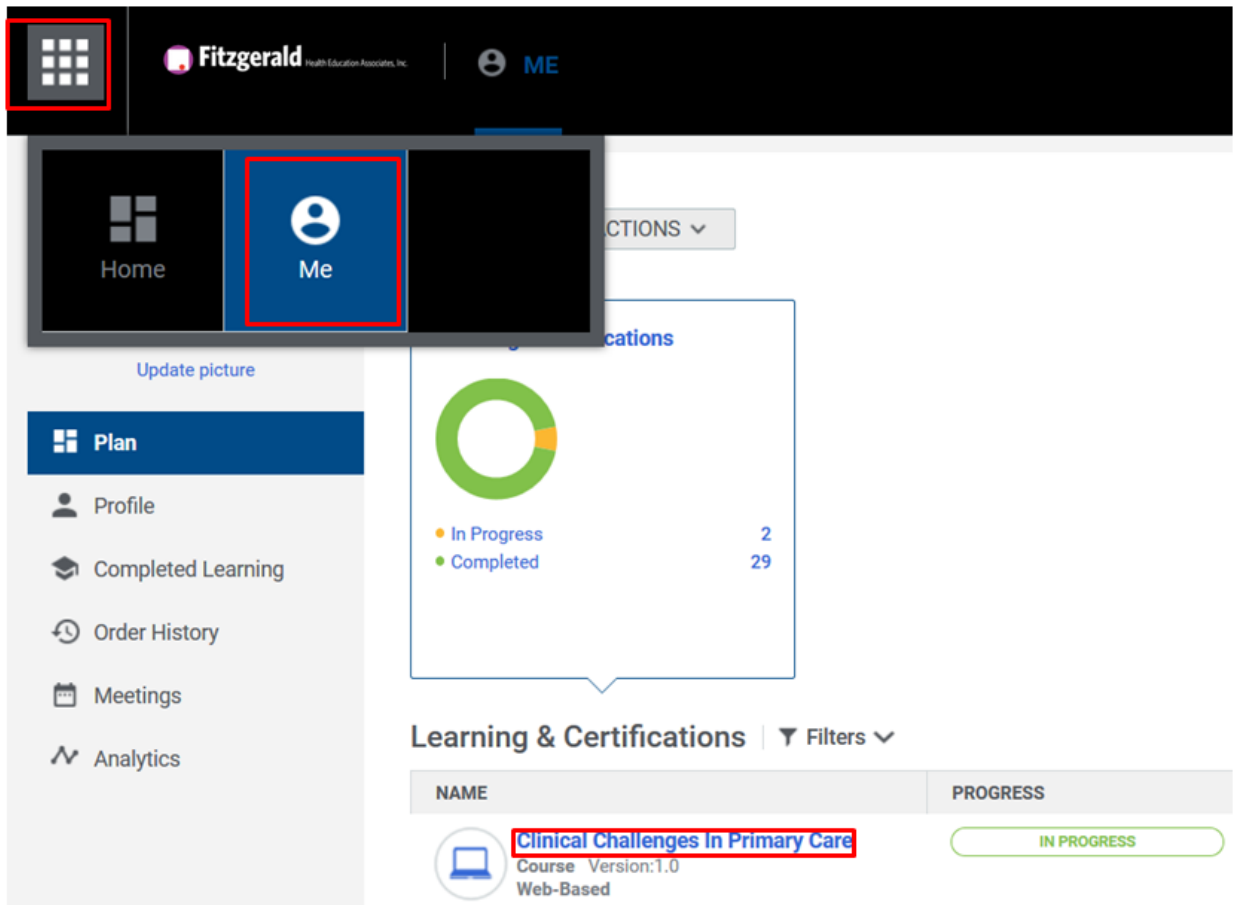 Fitzgerald Health Education Associates, Inc.
ME
Home
Me
CTIONS
cations
Update picture
Plan
Profile
Completed Learning
Order History
Meetings
Analytics
In Progress 2
Completed 29
Learning & Certifications Filters
NAME PROGRESS
Clinical Challenges In Primary Care IN PROGRESS
Course Version:1.0
Web-Based